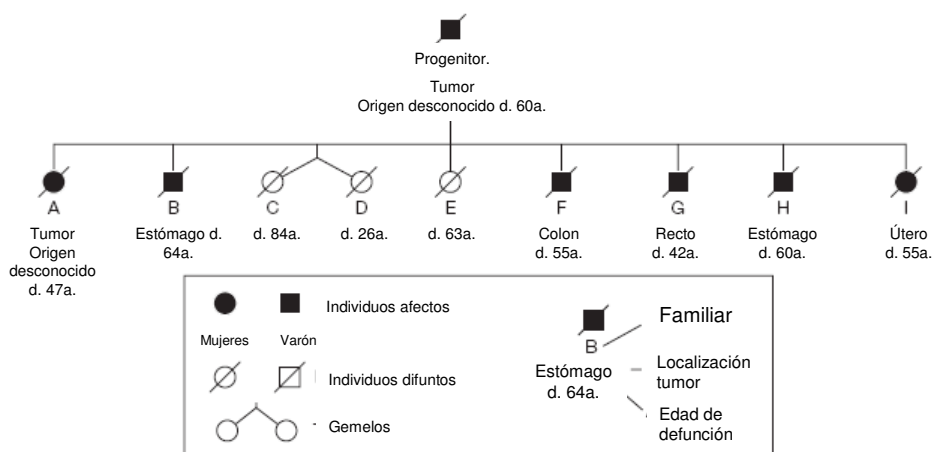 Progenitor.
Tumor
Origen desconocido d. 60a.
A
B
C
D
E
F
G
H
I
Tumor
Origen
desconocido
d. 47a.
Estómago d.
64a.
d. 84a.
d. 26a.
d. 63a.
Colon
d. 55a.
Recto
d. 42a.
Estómago
d. 60a.
Útero
d. 55a.
Individuos afectos
Mujeres
Varón
Individuos difuntos
Gemelos
B
Estómago
d. 64a.
Familiar
Localización
tumor
Edad de
defunción